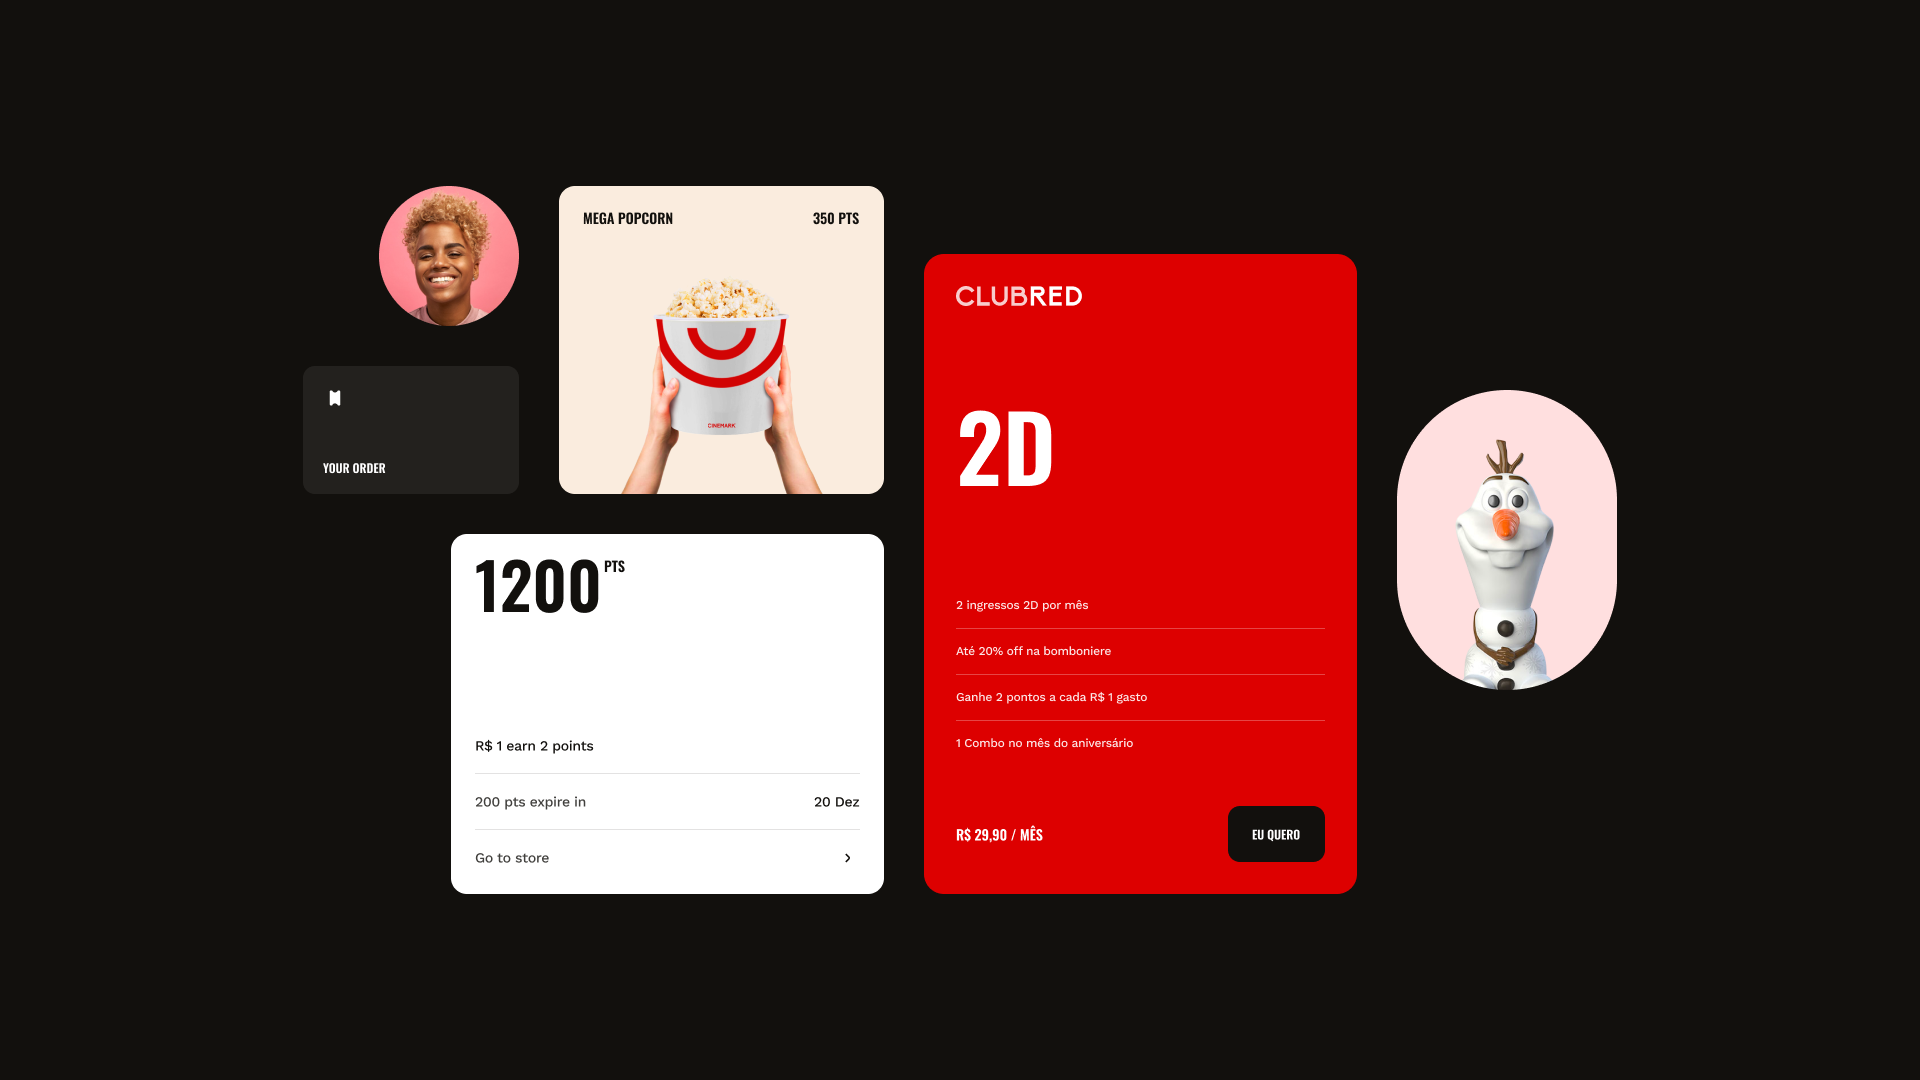 MEGA POPCORN
350 PTS
CINEMARK
YOUR ORDER
1200 PTS
R$ 1 earn 2 points
200 pts expire in
20 Dez
Go to store
CLUBRED
2D
2 ingressos 2D por mês
Até 20% off na bomboniere
Ganhe 2 pontos a cada R$ 1 gasto
1 Combo no mês do aniversário
R$ 29,90 / MÊS
EU QUERO